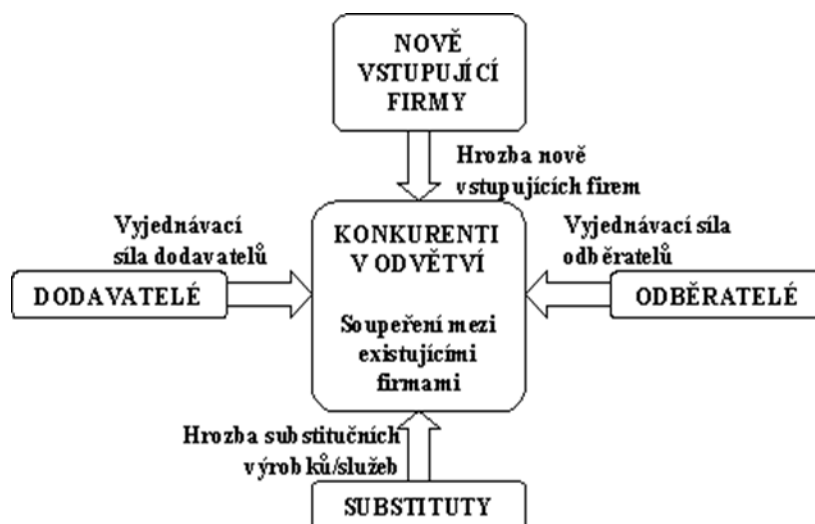 NOVĚ
VSTUPUJÍCÍ
FIRMY
Hrozba nově
vstupujících firem
Vyjednávací
síla dodavatelů
KONKURENTI
V ODVĚTVÍ
Vyjednávací síla
odběratelů
DODAVATELÉ
ODBĚRATELÉ
Soupeření mezi
existujícími
firmami
Hrozba substitučních
výrobků/služeb
SUBSTITUTY